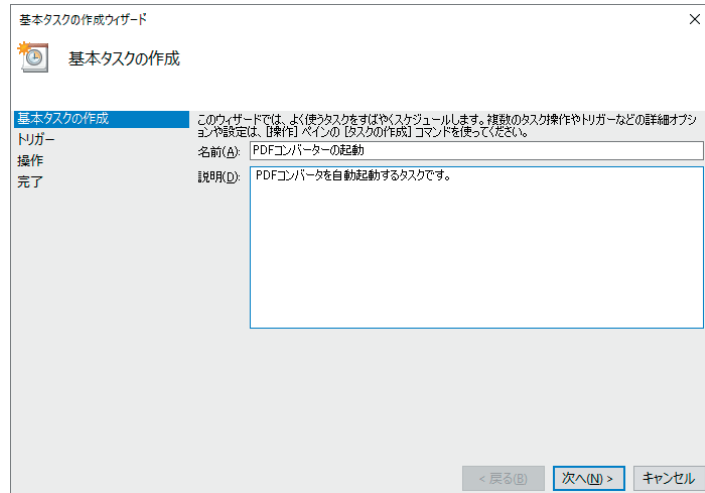 基本タスクの作成ウィザード
基本タスクの作成
基本タスクの作成
このウィザードでは、よく使うタスクをすばやくスケジュールします。複数のタスク操作やトリガーなどの詳細オプシ
ョンや設定は、[操作] ペインの [タスクの作成] コマンドを使ってください。
トリガー
名前(A): PDFコンバーターの起動
操作
説明(D): PDFコンバータを自動起動するタスクです。
完了
< 戻る(B) 次へ(N) > キャンセル